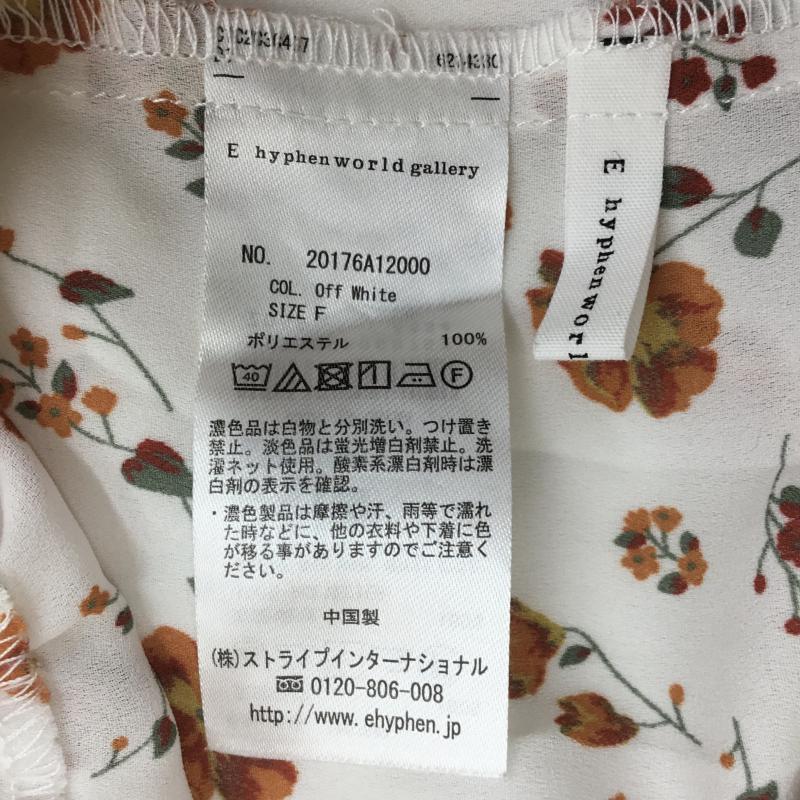 E hyphen world gallery
NO. 20176A12000
COL. Off White
SIZE F
ポリエステル 100%
40
濃色品は白物と分別洗い。つけ置き
禁止。淡色品は蛍光増白剤禁止。洗
濯ネット使用。酸素系漂白剤時は漂
白剤の表示を確認。
・濃色製品は摩擦や汗、雨等で濡れ
た時などに、他の衣料や下着に色
が移る事がありますのでご注意く
ださい。
中国製
(株)ストライプインターナショナル
0120-806-008
http://www.ehyphen.jp
E hyphen worl